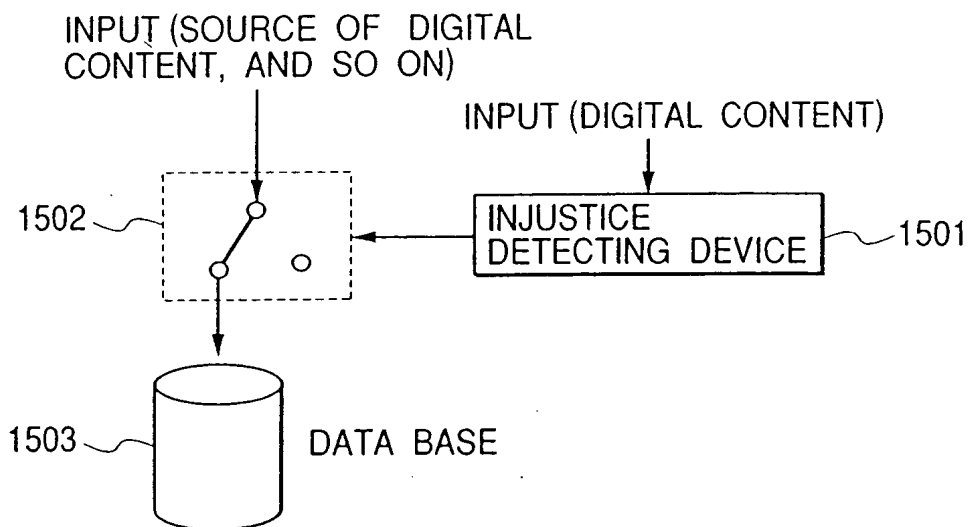 INPUT (SOURCE OF DIGITAL
CONTENT, AND SO ON)
INPUT (DIGITAL CONTENT)
1502
INJUSTICE
DETECTING DEVICE
1501
1503
DATA BASE